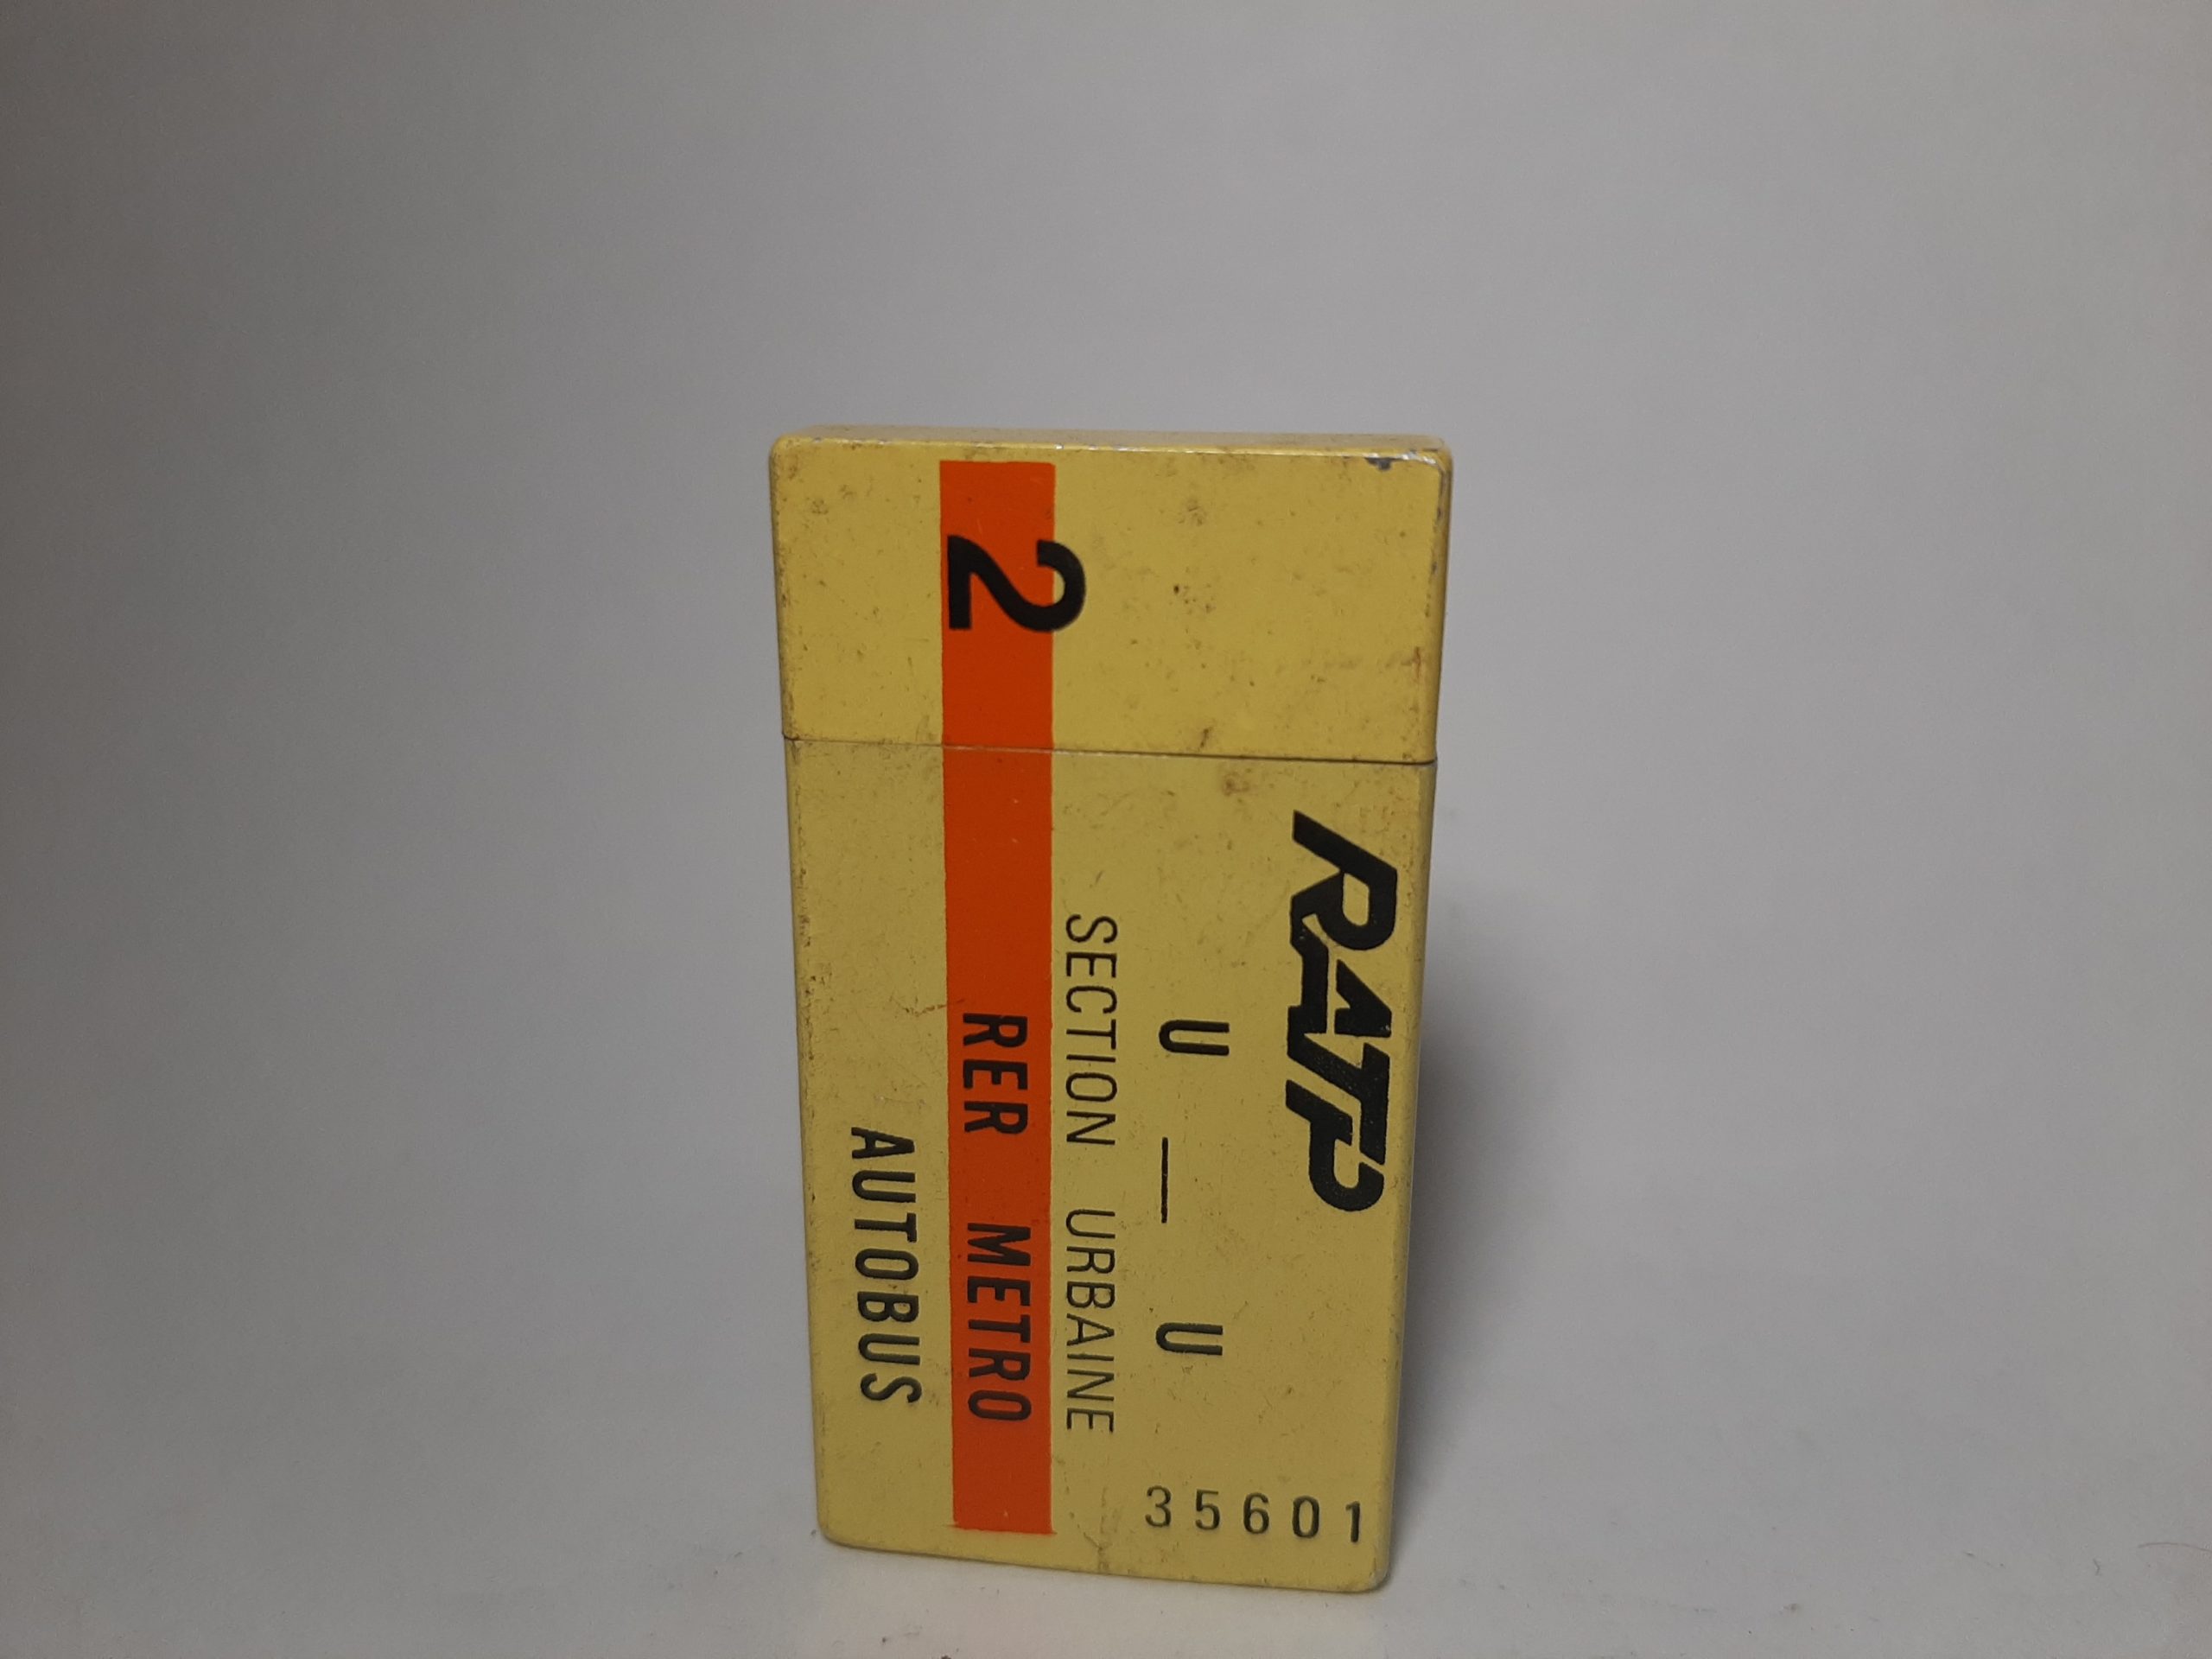 RATP
U — U
SECTION URBAINE
2 RER METRO
AUTOBUS
35601